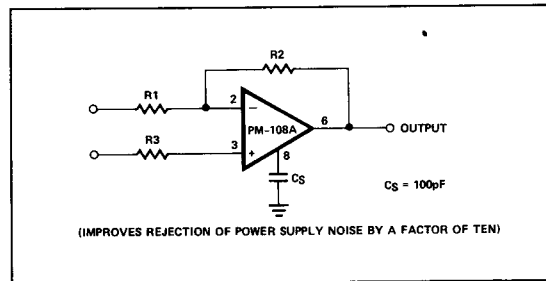 R2
R1
2
−
PM-108A
6
OUTPUT
R3
3
+
8
CS
CS = 100pF
(IMPROVES REJECTION OF POWER SUPPLY NOISE BY A FACTOR OF TEN)